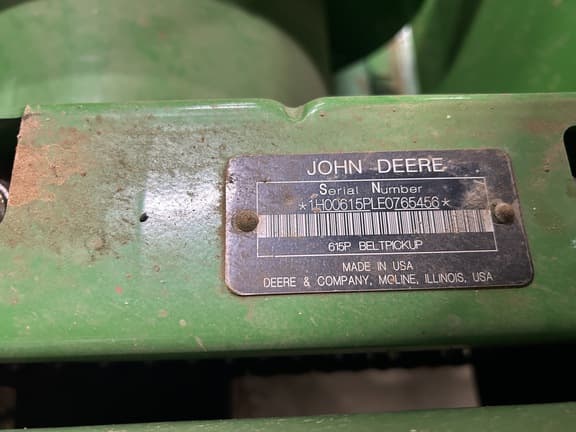 JOHN DEERE
Serial Number
*1H00615PLE0765456*
615P BELTPICKUP
MADE IN USA
DEERE & COMPANY, MOLINE, ILLINOIS, USA